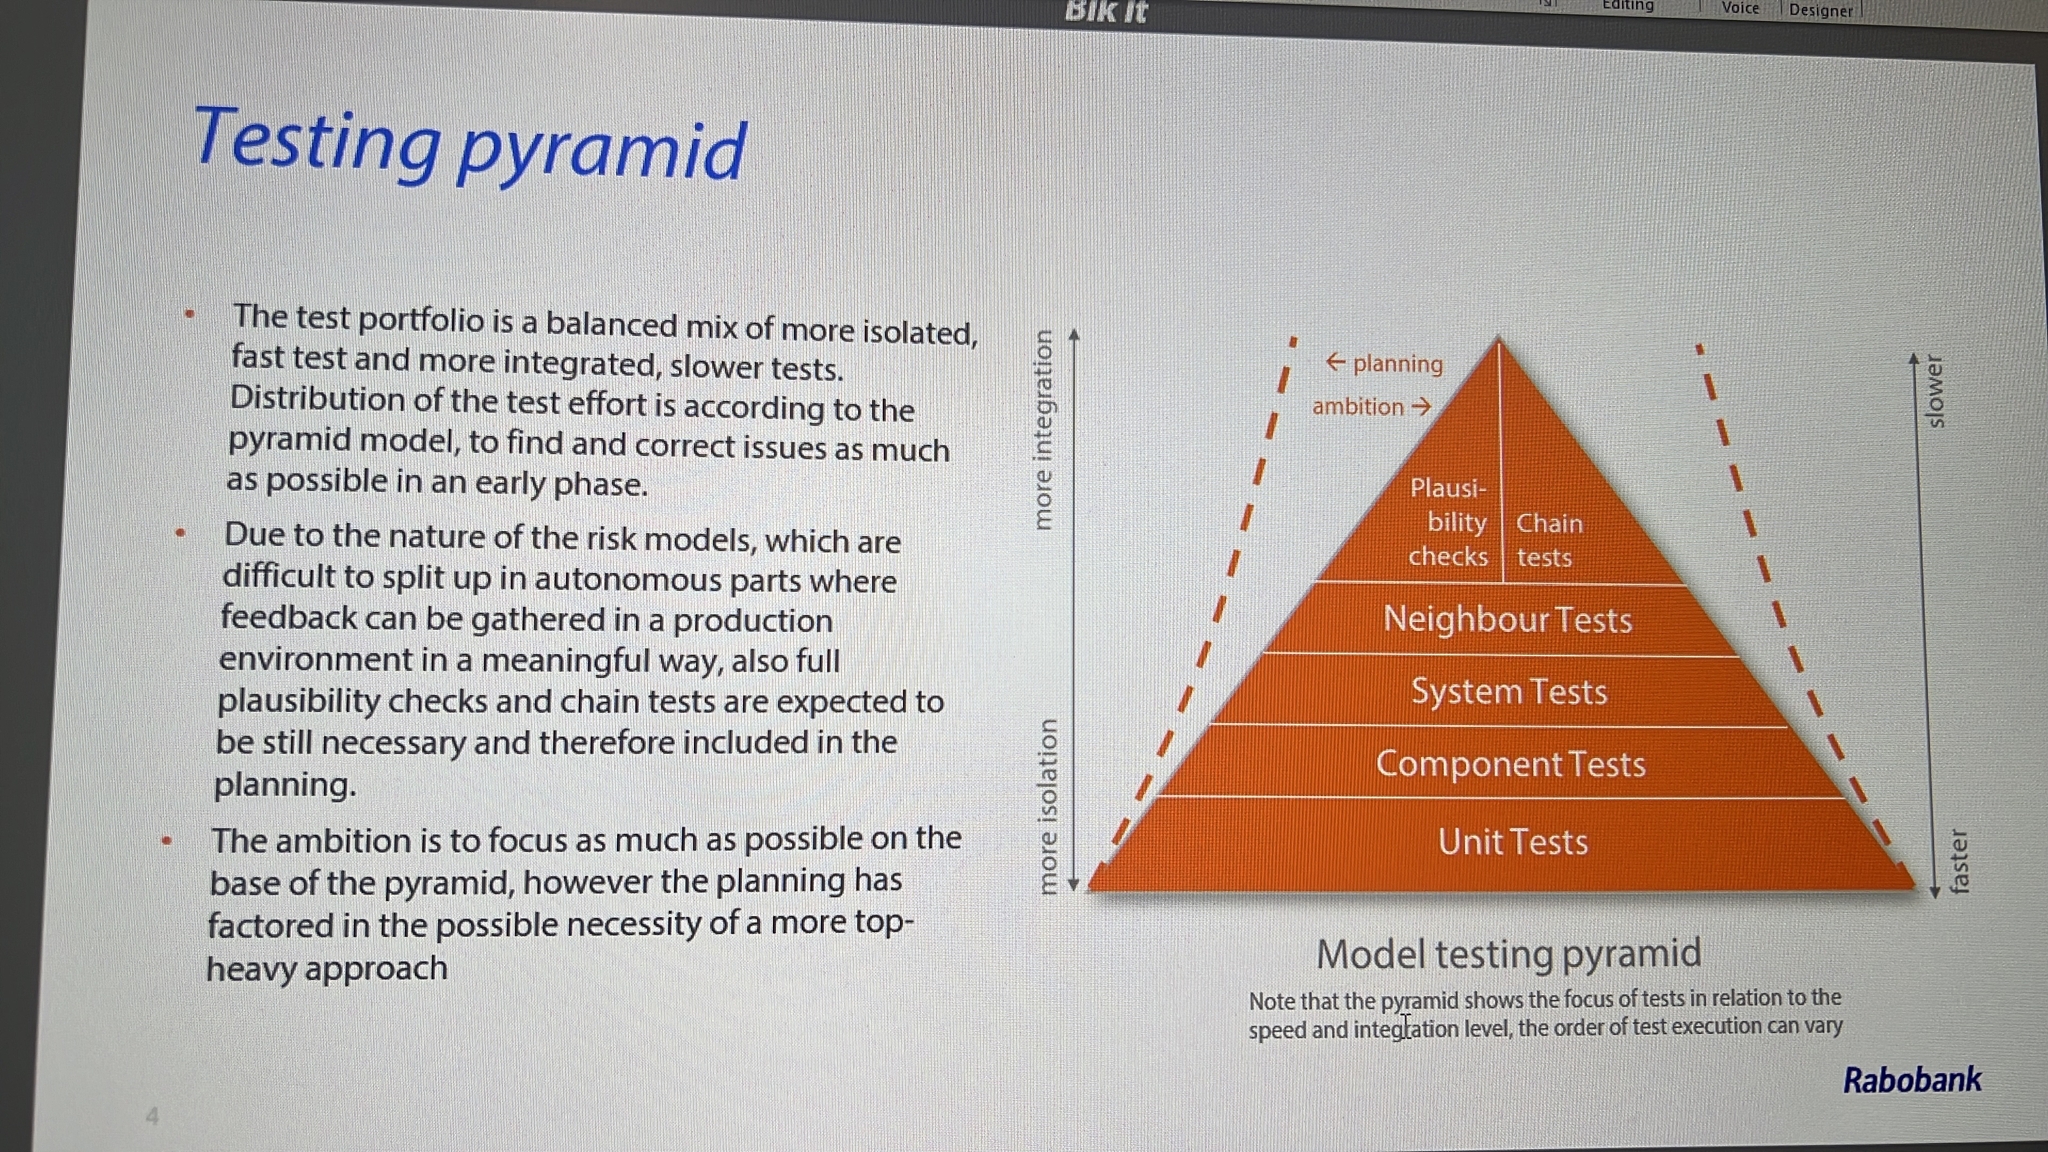 Blk It
Editing
Voice
Designer
Testing pyramid
• The test portfolio is a balanced mix of more isolated,
fast test and more integrated, slower tests.
Distribution of the test effort is according to the
pyramid model, to find and correct issues as much
as possible in an early phase.
• Due to the nature of the risk models, which are
difficult to split up in autonomous parts where
feedback can be gathered in a production
environment in a meaningful way, also full
plausibility checks and chain tests are expected to
be still necessary and therefore included in the
planning.
• The ambition is to focus as much as possible on the
base of the pyramid, however the planning has
factored in the possible necessity of a more top-
heavy approach
more integration
more isolation
← planning
ambition →
Plausi-
bility
checks
Chain
tests
Neighbour Tests
System Tests
Component Tests
Unit Tests
slower
faster
Model testing pyramid
Note that the pyramid shows the focus of tests in relation to the
speed and integration level, the order of test execution can vary
Rabobank
4